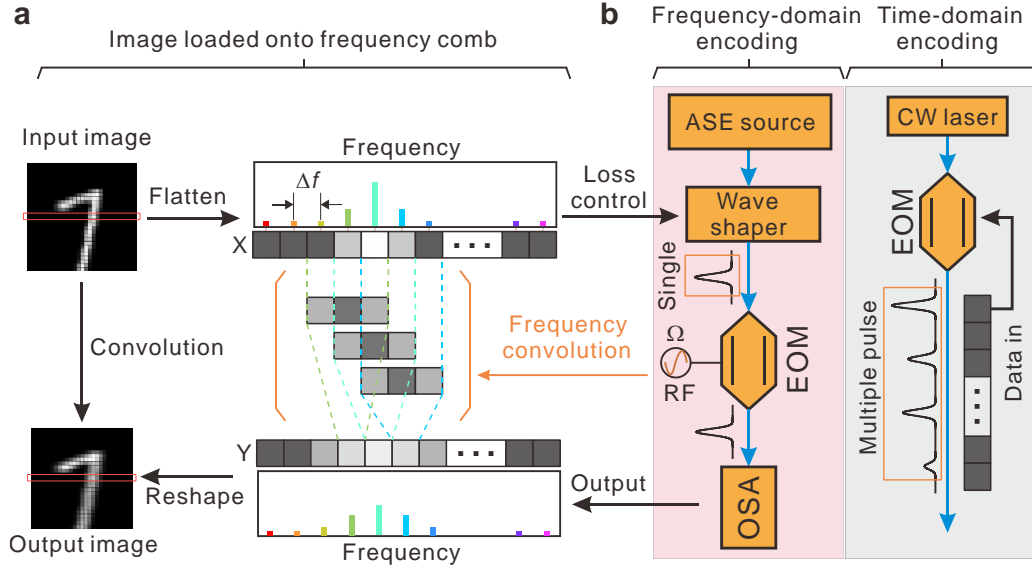 a
Image loaded onto frequency comb
Input image
Flatten
Frequency
Δf
X
Loss
control
Convolution
Frequency
convolution
Y
Reshape
Output
Output image
Frequency
b
Frequency-domain
encoding
Time-domain
encoding
ASE source
Wave
shaper
Single
Ω
RF
EOM
OSA
CW laser
EOM
Multiple pulse
Data in